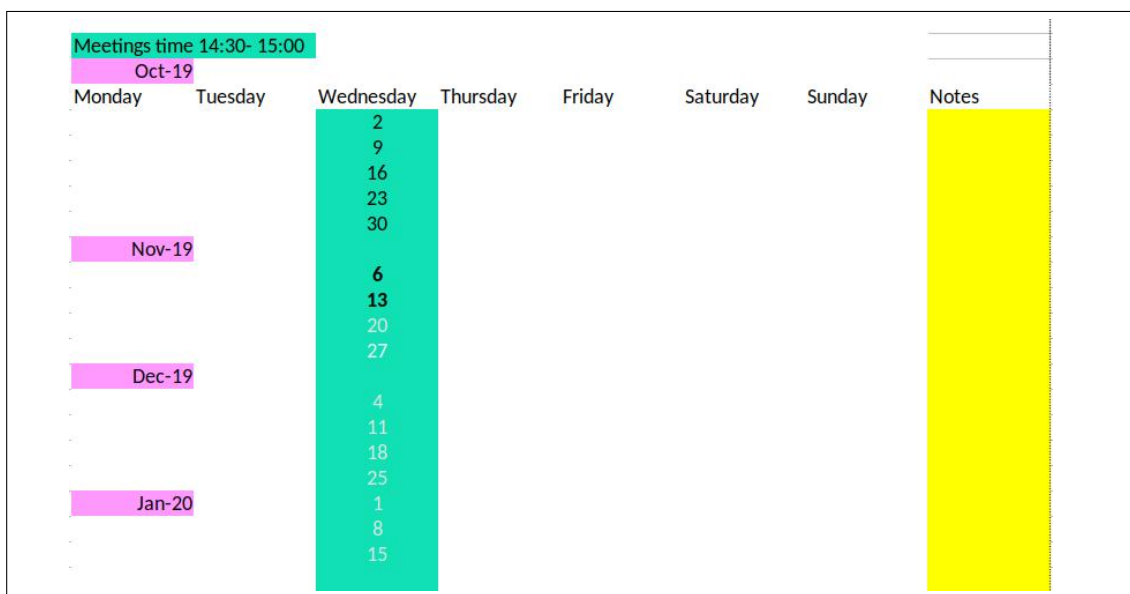 Meetings time 14:30- 15:00
Oct-19
Monday Tuesday Wednesday Thursday Friday Saturday Sunday Notes
2
9
16
23
30
Nov-19
6
13
20
27
Dec-19
4
11
18
25
Jan-20 1
8
15